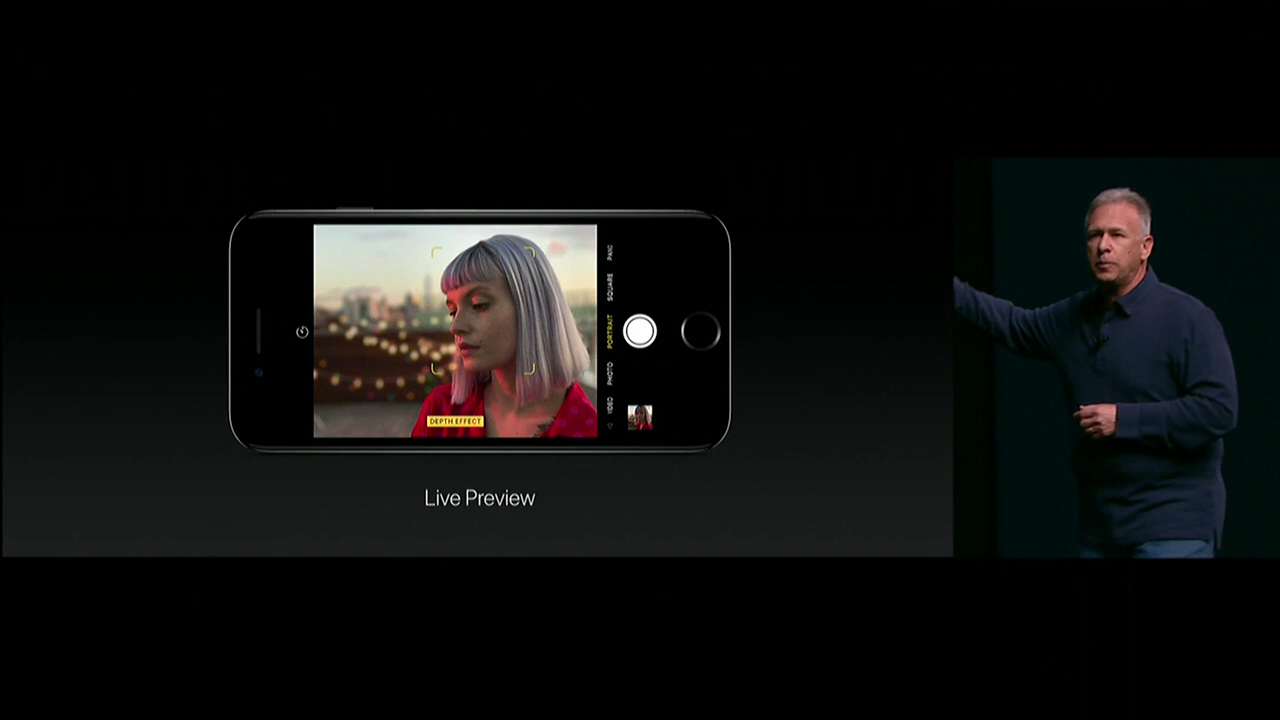 PANO
SQUARE
PORTRAIT
PHOTO
VIDEO
DEPTH EFFECT
Live Preview